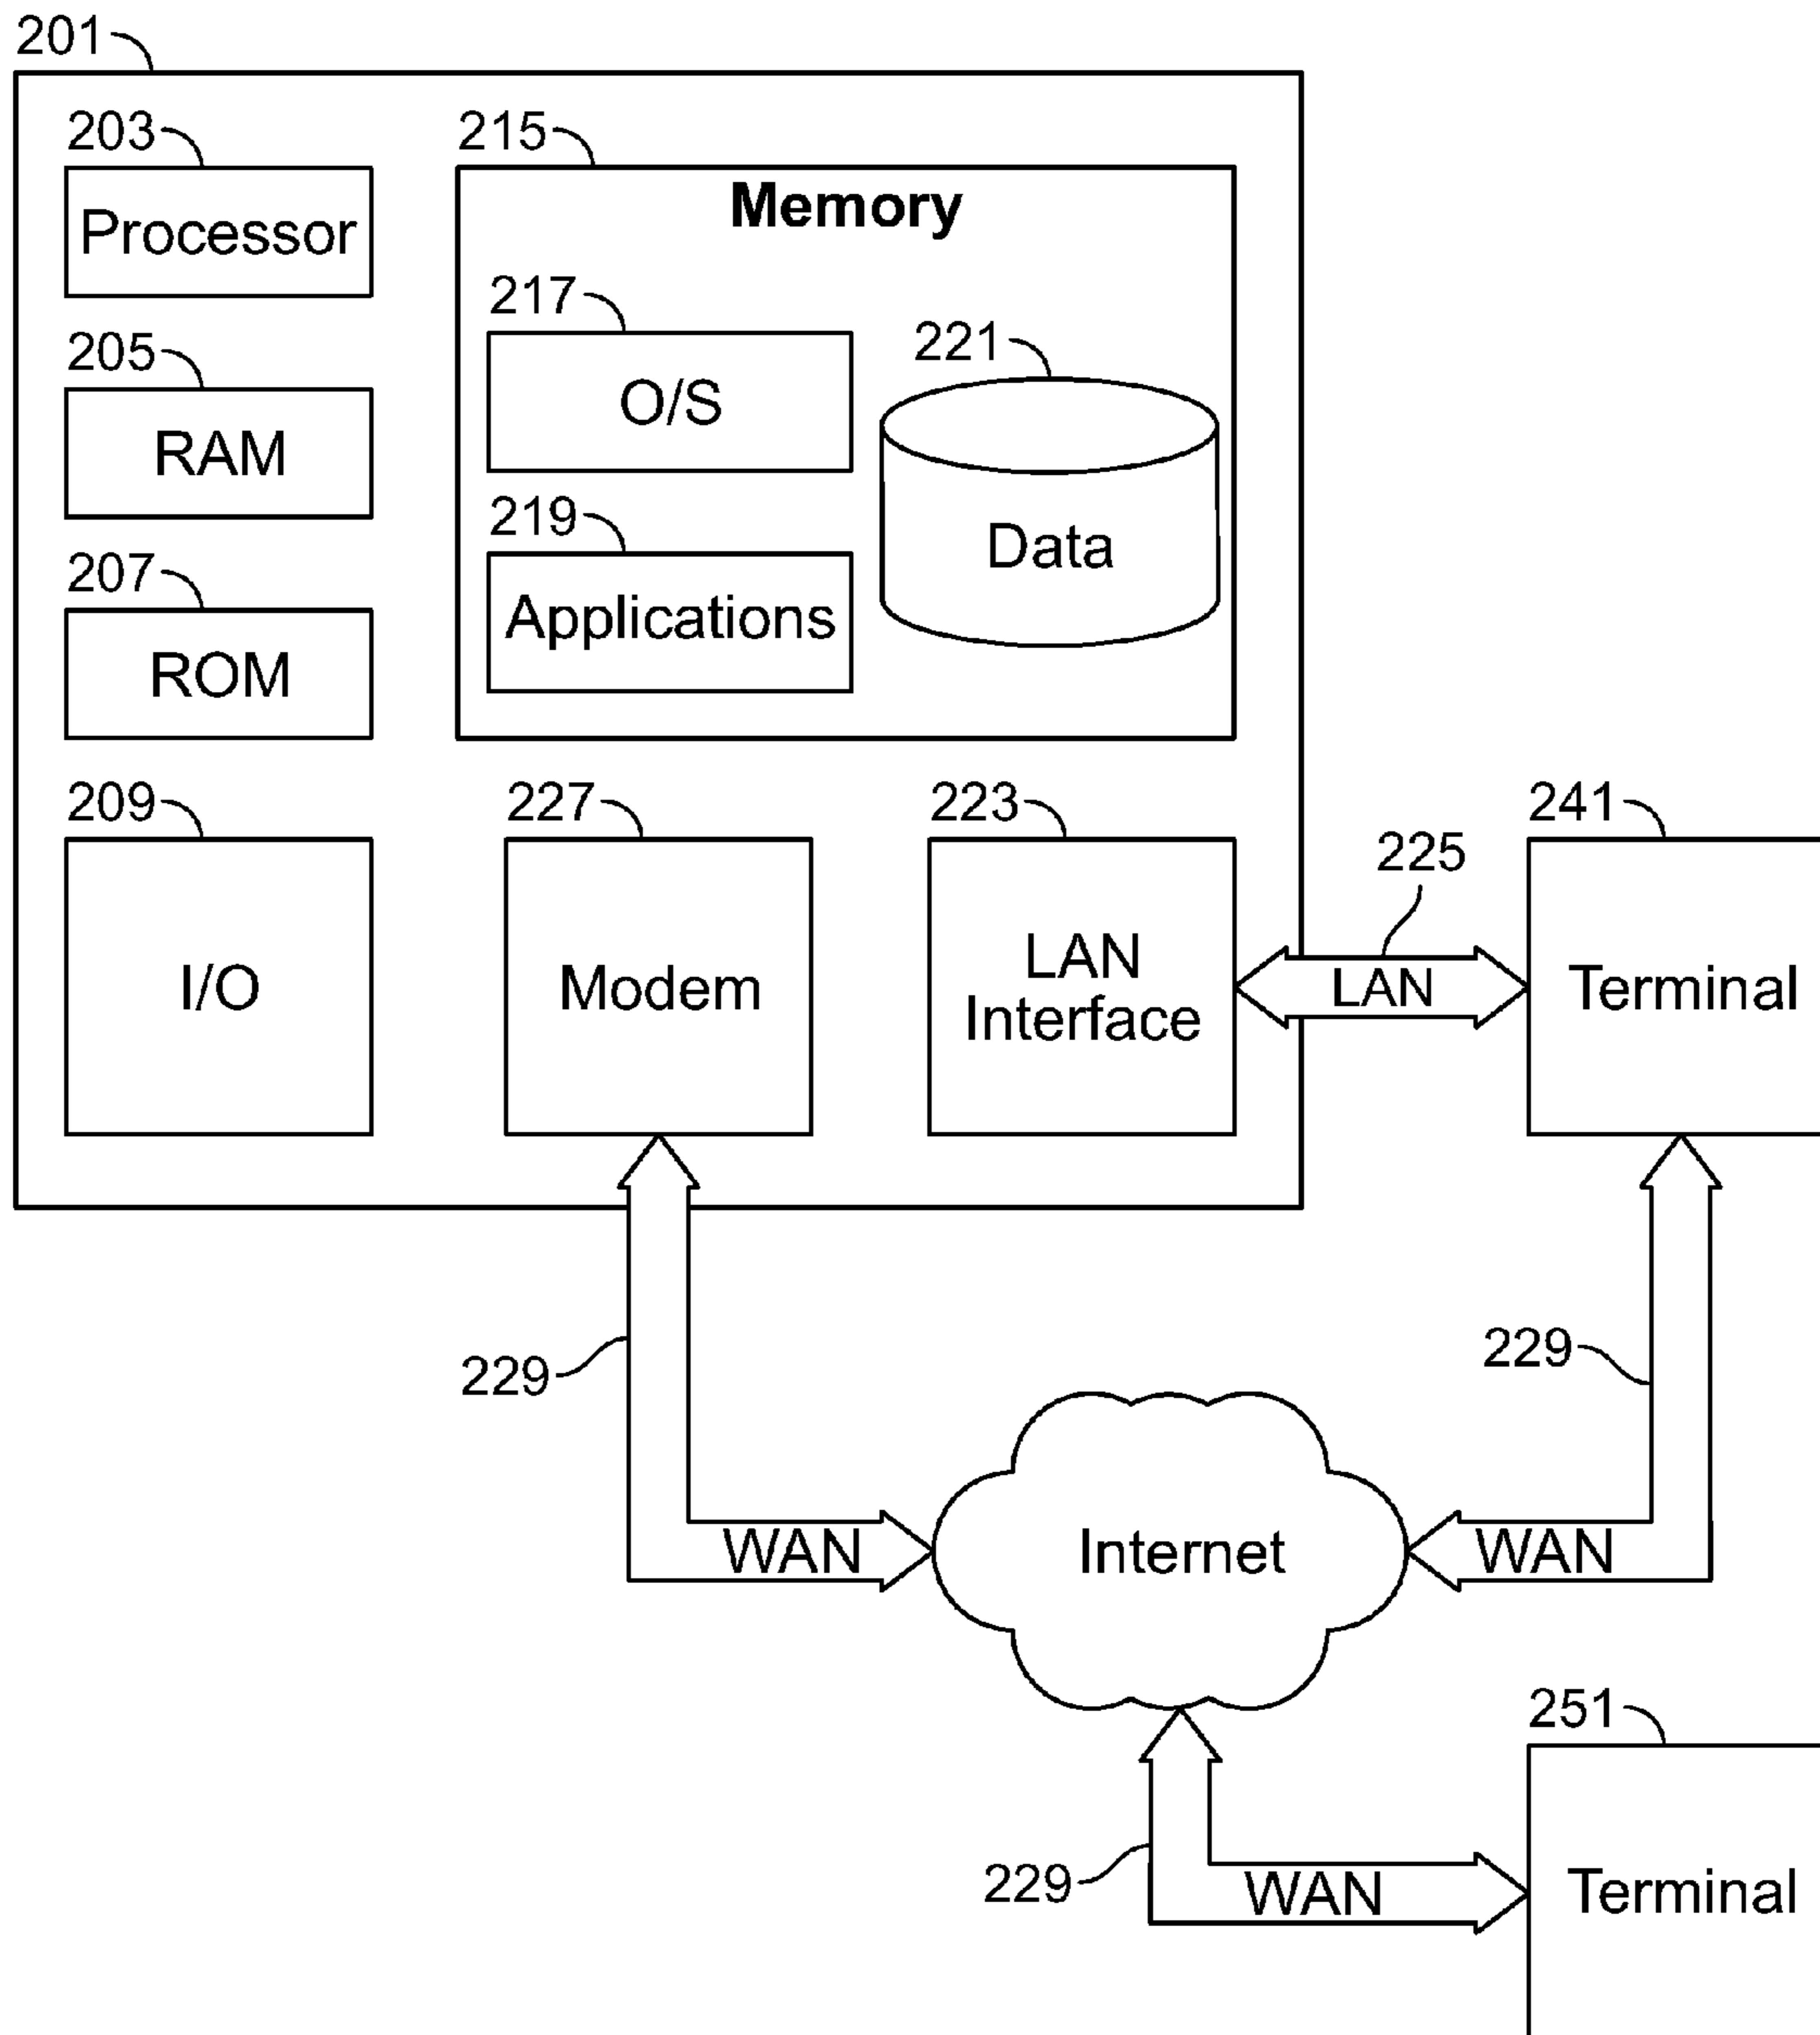 201
203
Processor
205
RAM
207
ROM
215
Memory
217
O/S
219
Applications
221
Data
209
I/O
227
Modem
223
LAN
Interface
225
LAN
241
Terminal
229
WAN
Internet
229
WAN
229
WAN
251
Terminal